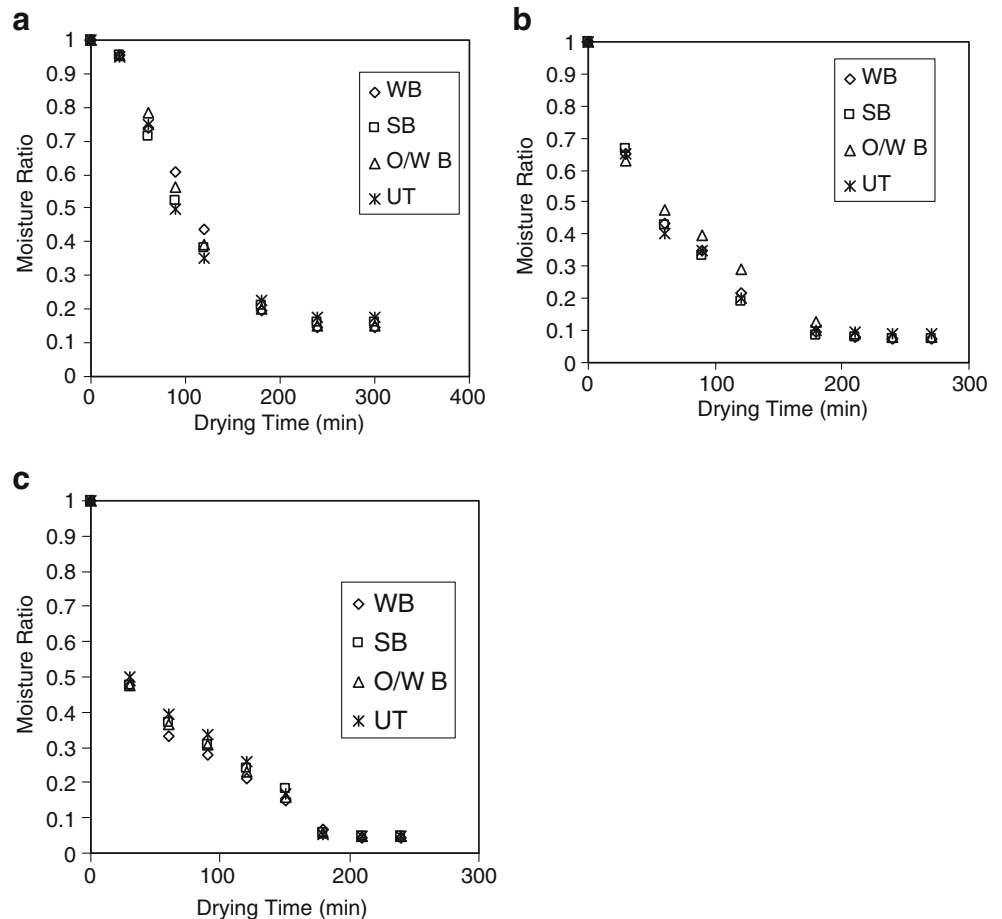 a
1
0.9
0.8
0.7
0.6
0.5
0.4
0.3
0.2
0.1
0
Moisture Ratio
WB
SB
O/W B
UT
0 100 200 300 400
Drying Time (min)
b
1
0.9
0.8
0.7
0.6
0.5
0.4
0.3
0.2
0.1
0
Moisture Ratio
WB
SB
O/W B
UT
0 100 200 300
Drying Time (min)
c
1
0.9
0.8
0.7
0.6
0.5
0.4
0.3
0.2
0.1
0
Moisture Ratio
WB
SB
O/W B
UT
0 100 200 300
Drying Time (min)